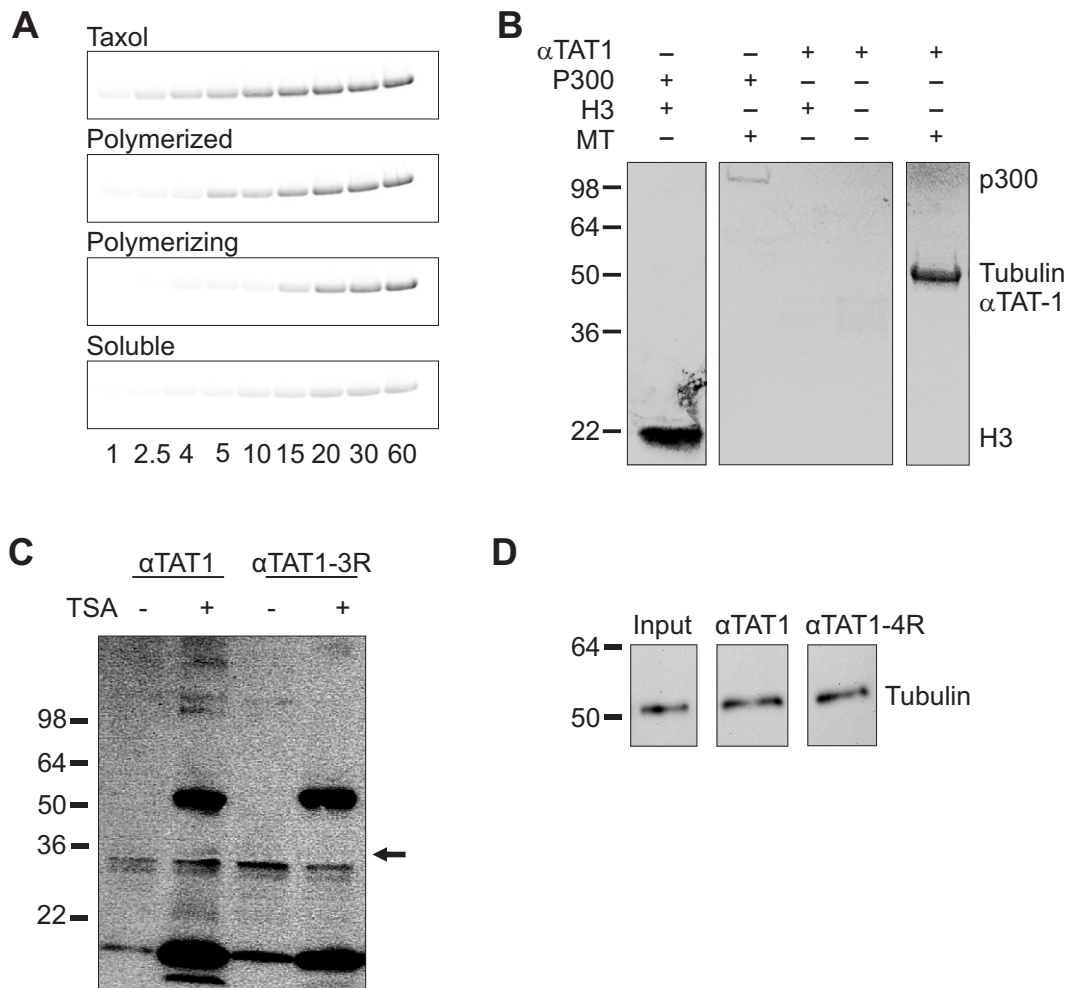 A
Taxol
Polymerized
Polymerizing
Soluble
1 2.5 4 5 10 15 20 30 60
B
αTAT1 – – + + +
P300 + + – – –
H3 + – + – –
MT – + – – +
98
64
50
36
22
p300
Tubulin
αTAT-1
H3
C
αTAT1 αTAT1-3R
TSA - + - +
98
64
50
36
22
D
Input αTAT1 αTAT1-4R
64
50
Tubulin